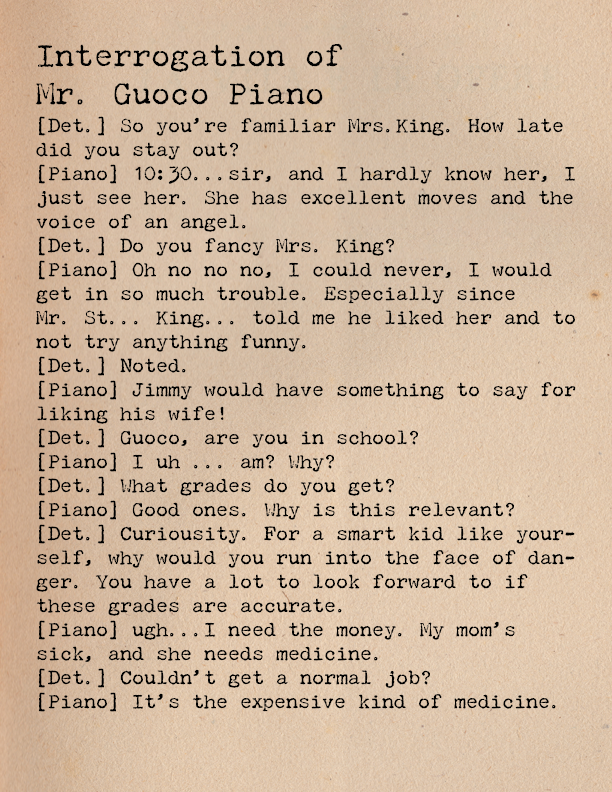 Interrogation of
Mr. Guoco Piano
[Det.] So you're familiar Mrs.King. How late
did you stay out?
[Piano] 10:30...sir, and I hardly know her, I
just see her. She has excellent moves and the
voice of an angel.
[Det.] Do you fancy Mrs. King?
[Piano] Oh no no no, I could never, I would
get in so much trouble. Especially since
Mr. St... King... told me he liked her and to
not try anything funny.
[Det.] Noted.
[Piano] Jimmy would have something to say for
liking his wife!
[Det.] Guoco, are you in school?
[Piano] I uh ... am? Why?
[Det.] What grades do you get?
[Piano] Good ones. Why is this relevant?
[Det.] Curiousity. For a smart kid like your-
self, why would you run into the face of dan-
ger. You have a lot to look forward to if
these grades are accurate.
[Piano] ugh...I need the money. My mom's
sick, and she needs medicine.
[Det.] Couldn't get a normal job?
[Piano] It's the expensive kind of medicine.